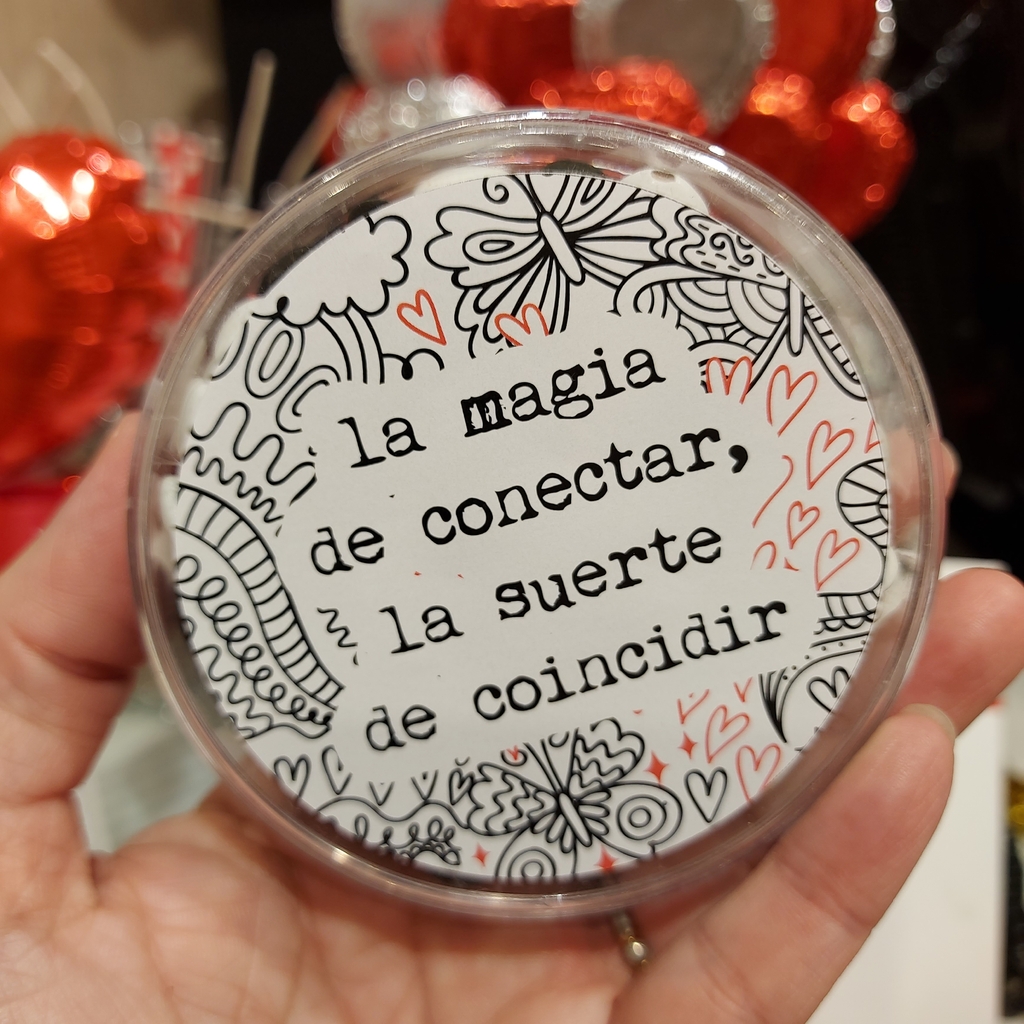 la magia
de conectar,
la suerte
de coincidir